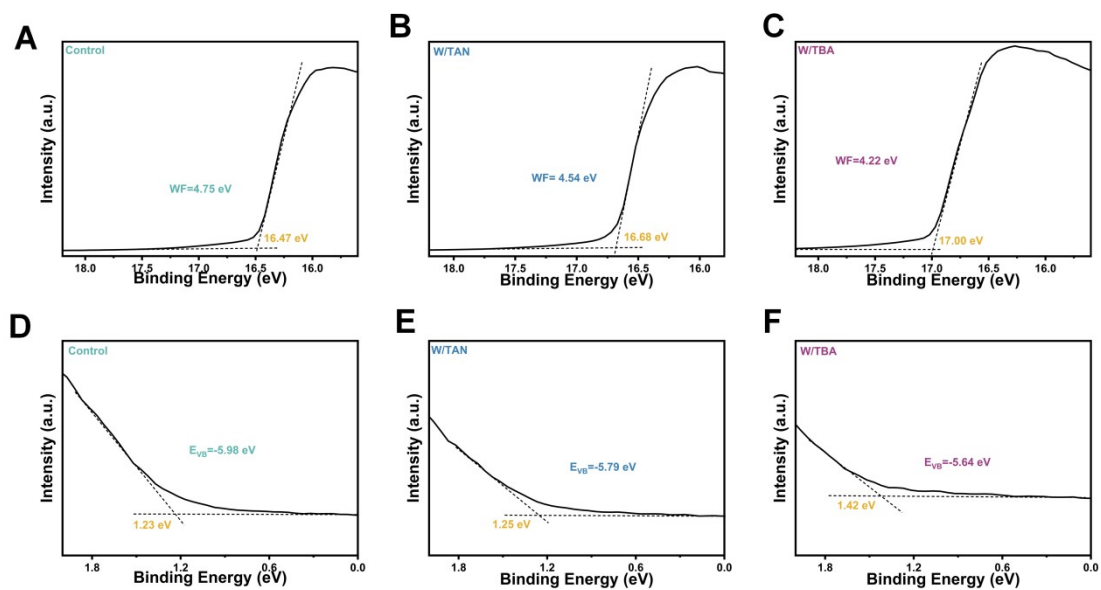 A
Control
WF=4.75 eV
16.47 eV
Intensity (a.u.)
18.0 17.5 17.0 16.5 16.0
Binding Energy (eV)
B
W/TAN
WF= 4.54 eV
16.68 eV
Intensity (a.u.)
18.0 17.5 17.0 16.5 16.0
Binding Energy (eV)
C
W/TBA
WF=4.22 eV
17.00 eV
Intensity (a.u.)
18.0 17.5 17.0 16.5 16.0
Binding Energy (eV)
D
Control
EVB=-5.98 eV
1.23 eV
Intensity (a.u.)
1.8 1.2 0.6 0.0
Binding Energy (eV)
E
W/TAN
EVB=-5.79 eV
1.25 eV
Intensity (a.u.)
1.8 1.2 0.6 0.0
Binding Energy (eV)
F
W/TBA
EVB=-5.64 eV
1.42 eV
Intensity (a.u.)
1.8 1.2 0.6 0.0
Binding Energy (eV)